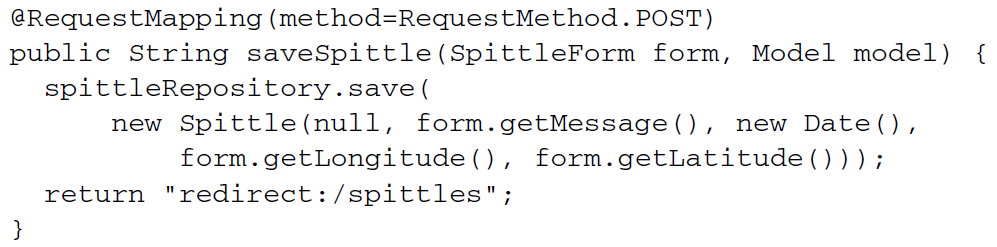 @RequestMapping(method=RequestMethod.POST)
public String saveSpittle(SpittleForm form, Model model) {
  spittleRepository.save(
      new Spittle(null, form.getMessage(), new Date(),
          form.getLongitude(), form.getLatitude()));
  return "redirect:/spittles";
}